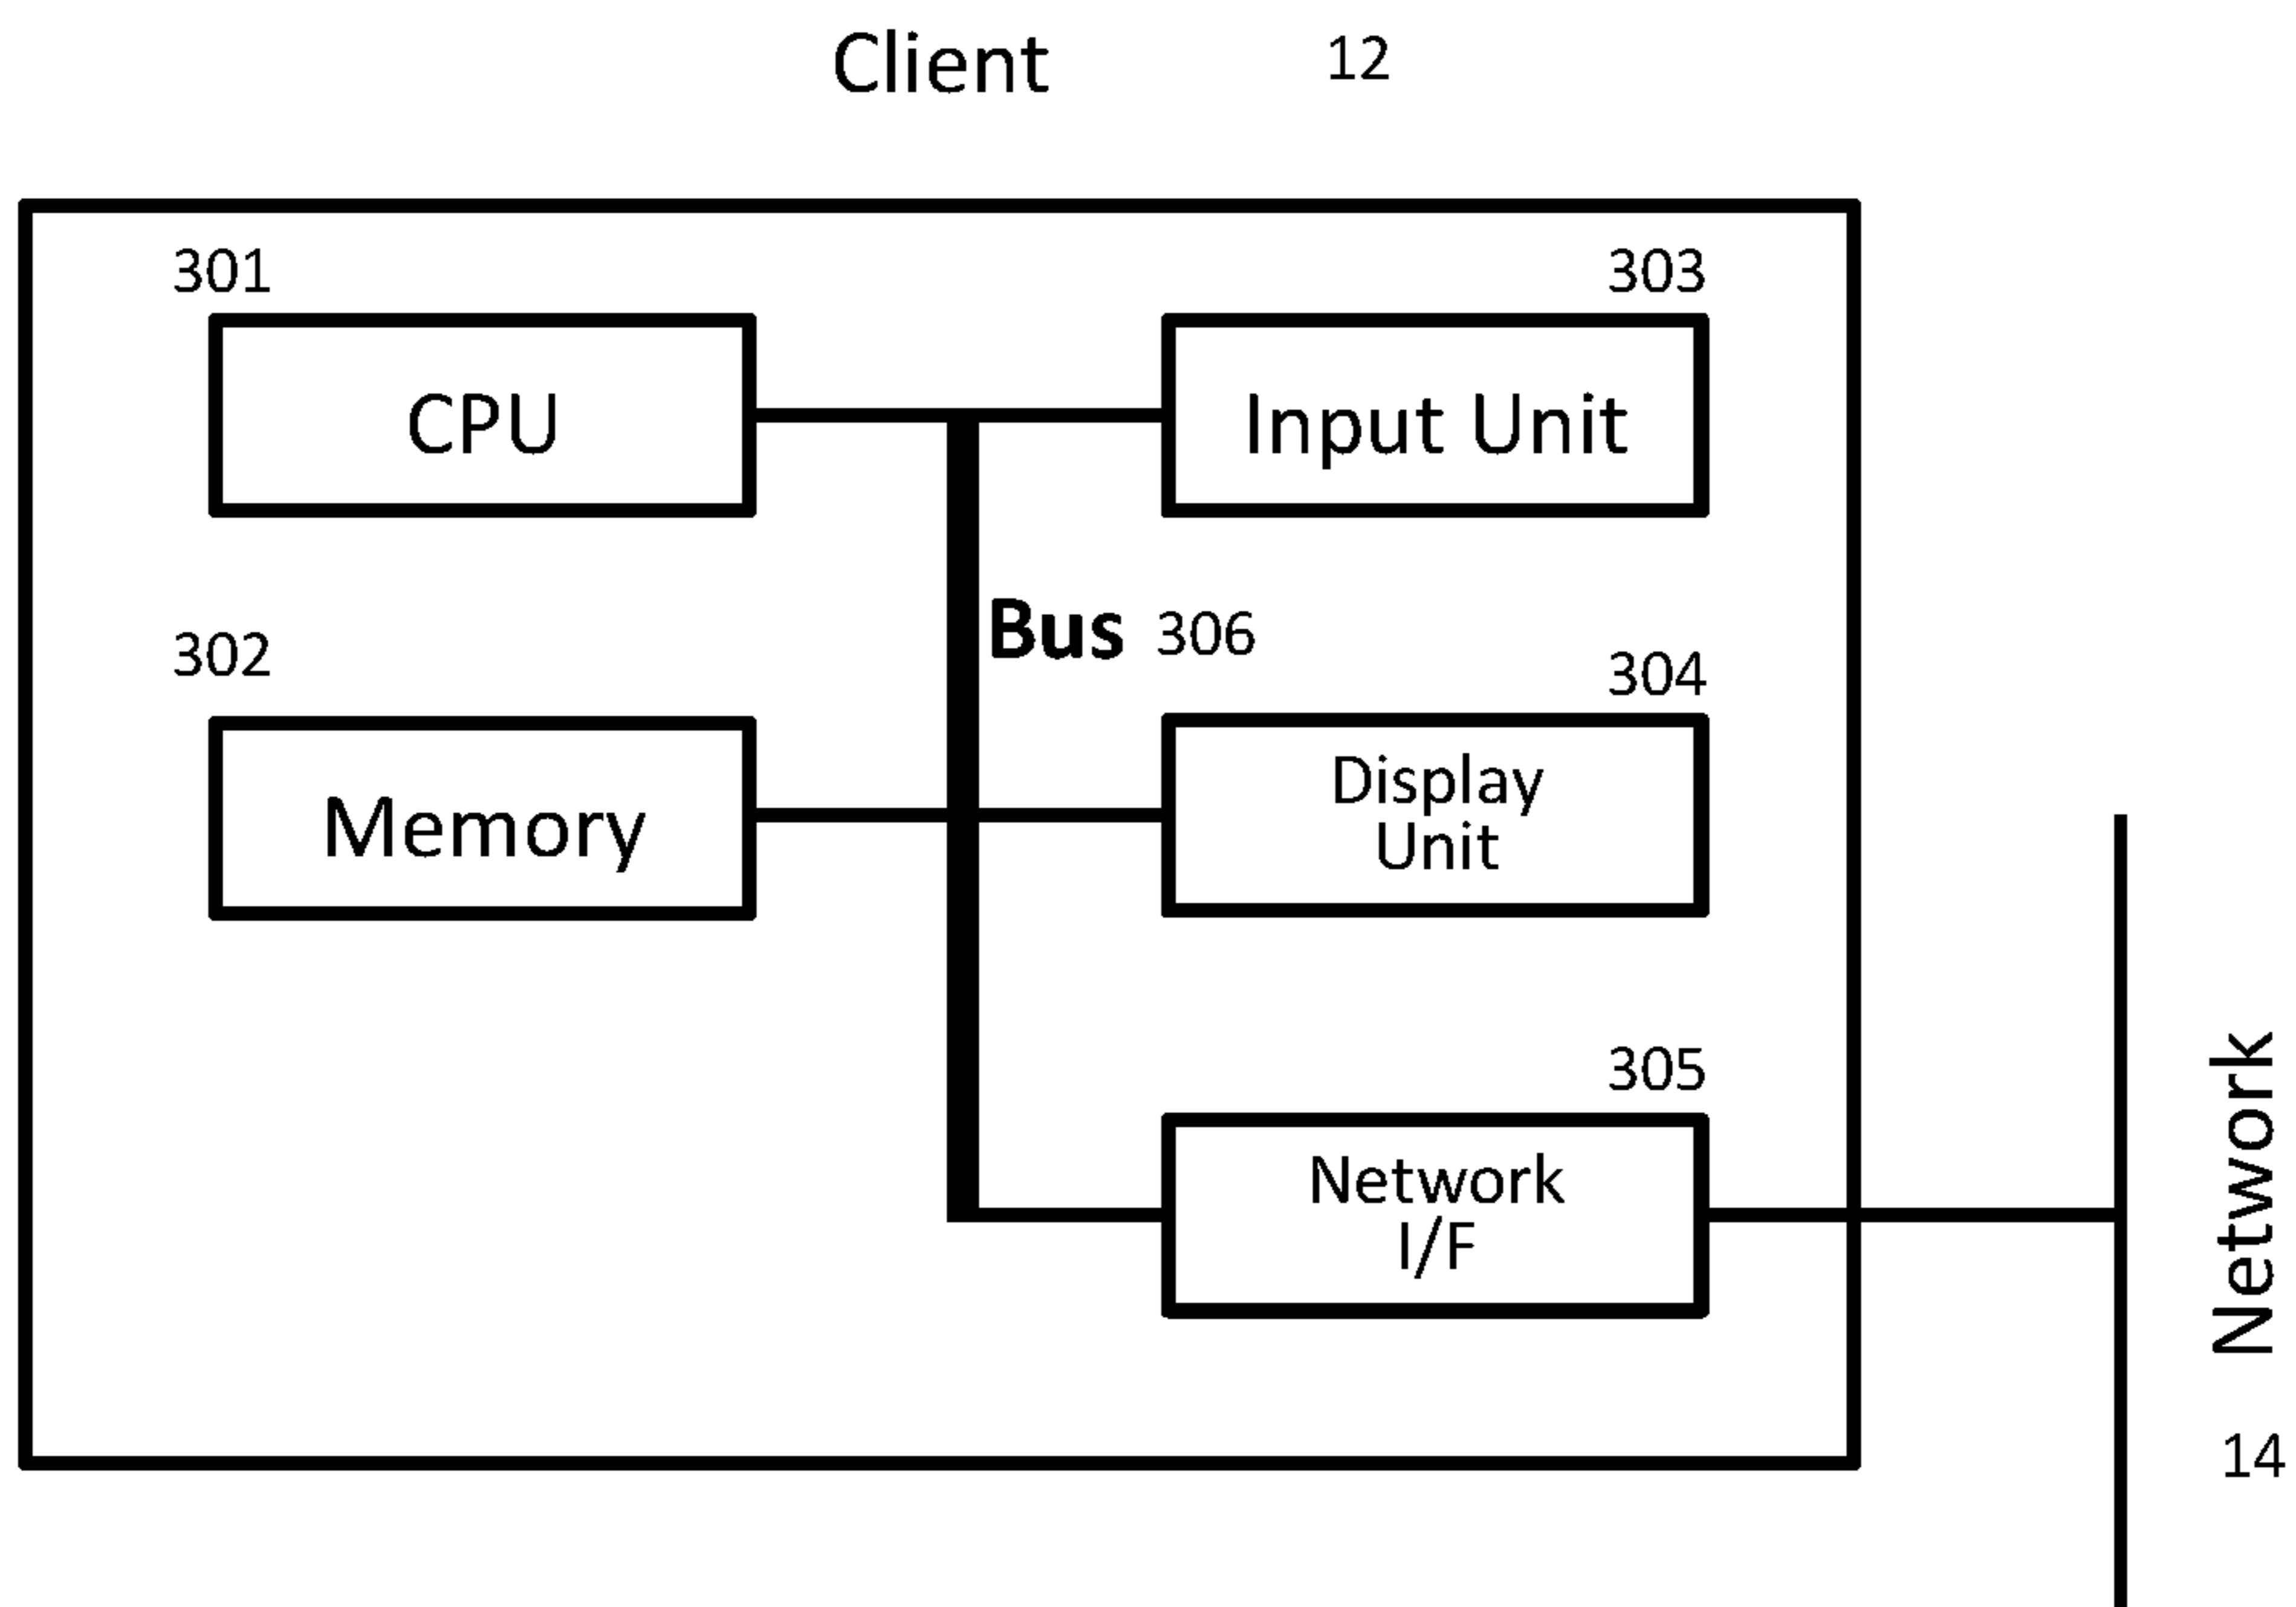 Client 12
301
303
CPU
Input Unit
Bus 306
302
304
Memory
Display
Unit
305
Network
I/F
Network
14